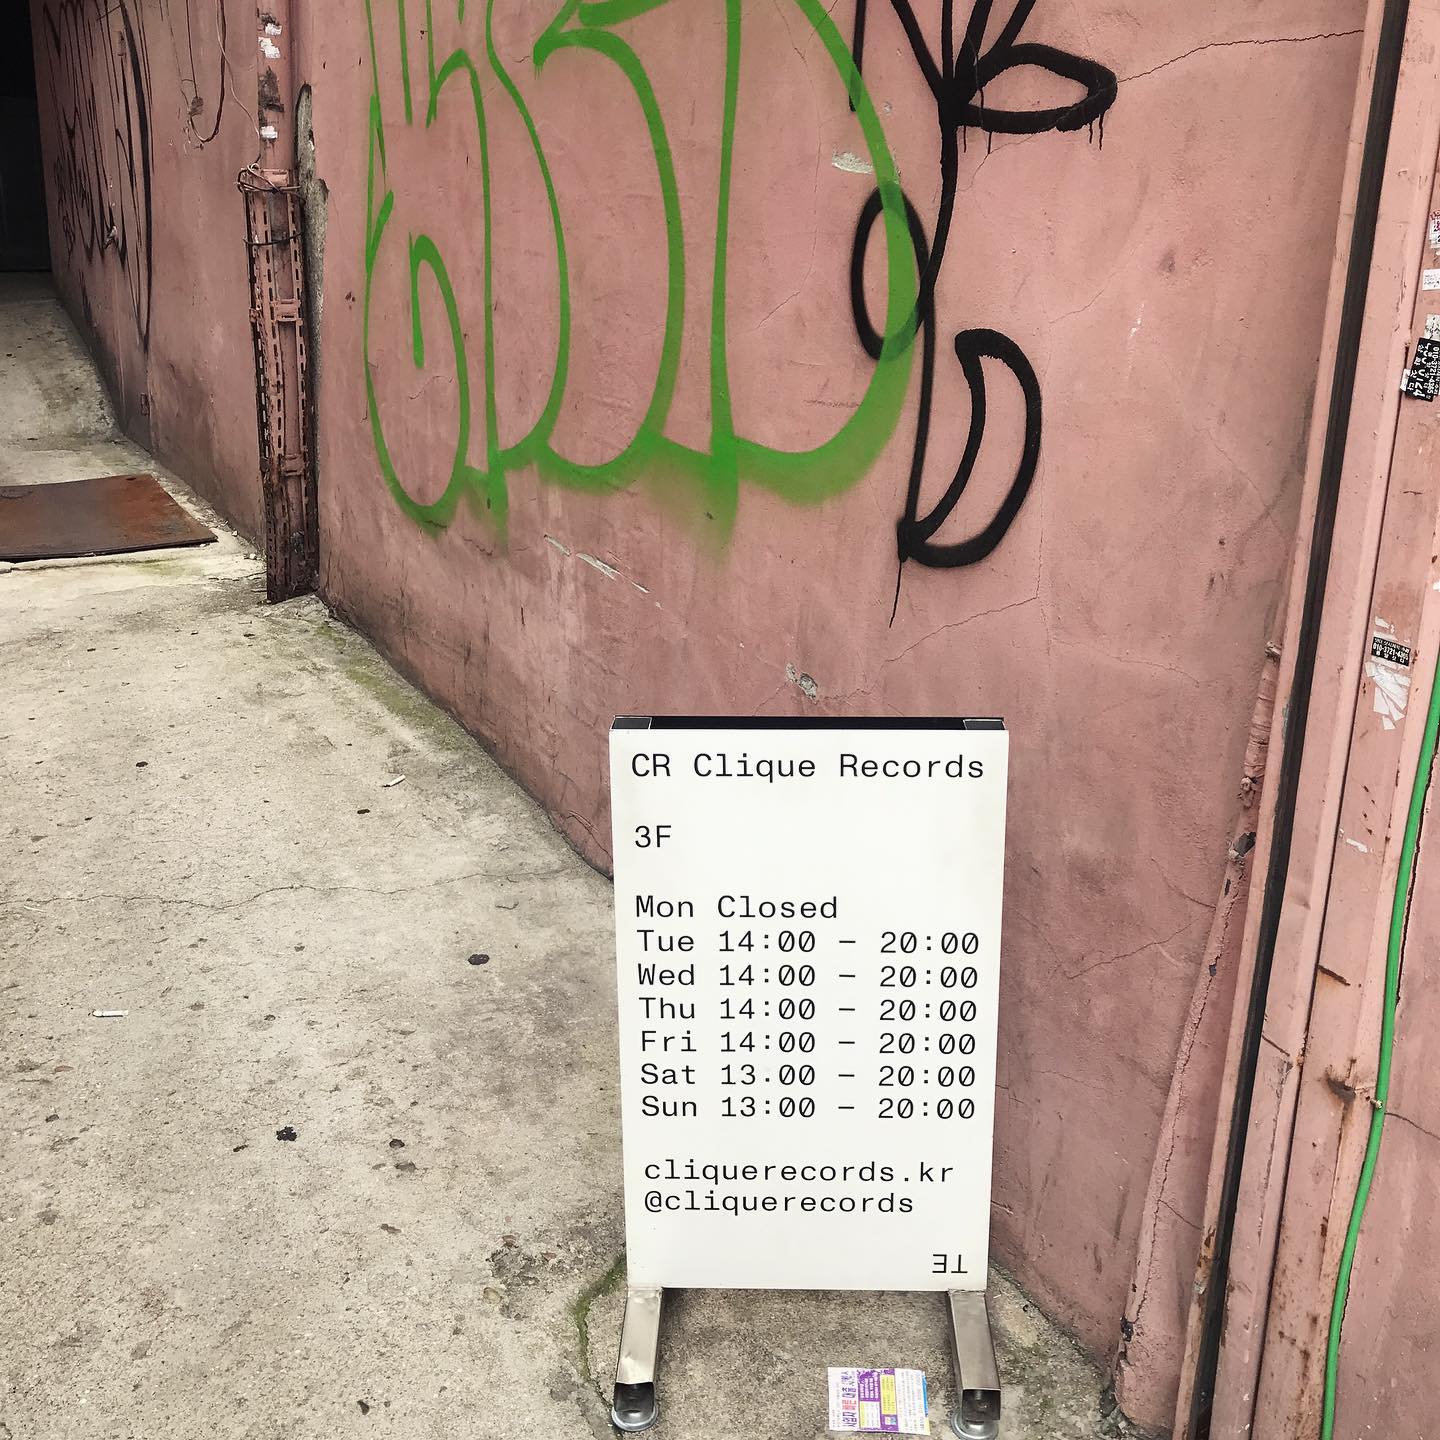 CR Clique Records
3F
Mon Closed
Tue 14:00 – 20:00
Wed 14:00 – 20:00
Thu 14:00 – 20:00
Fri 14:00 – 20:00
Sat 13.00 – 20:00
Sun 13:00 – 20:00
cliquerecords.kr
@cliquerecords
TE